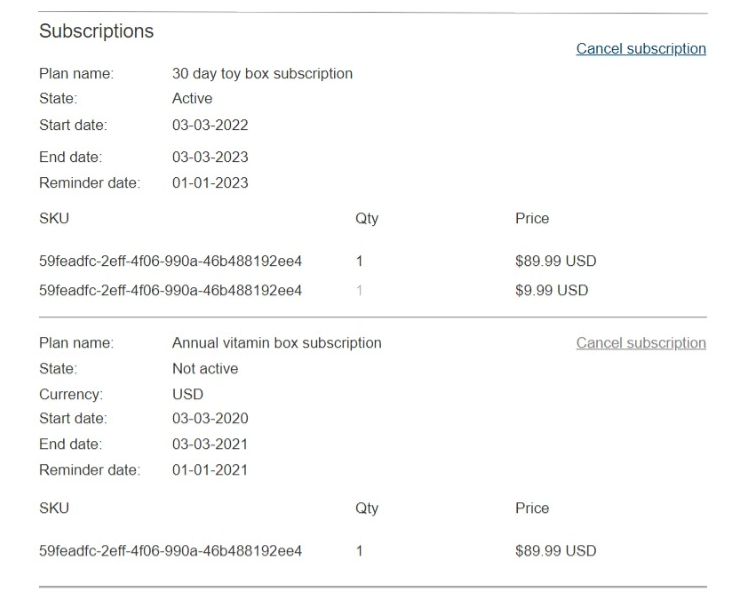 Subscriptions
Cancel subscription
Plan name: 30 day toy box subscription
State: Active
Start date: 03-03-2022
End date: 03-03-2023
Reminder date: 01-01-2023
SKU Qty Price
59feadfc-2eff-4f06-990a-46b488192ee4 1 $89.99 USD
59feadfc-2eff-4f06-990a-46b488192ee4 1 $9.99 USD
Plan name: Annual vitamin box subscription Cancel subscription
State: Not active
Currency: USD
Start date: 03-03-2020
End date: 03-03-2021
Reminder date: 01-01-2021
SKU Qty Price
59feadfc-2eff-4f06-990a-46b488192ee4 1 $89.99 USD